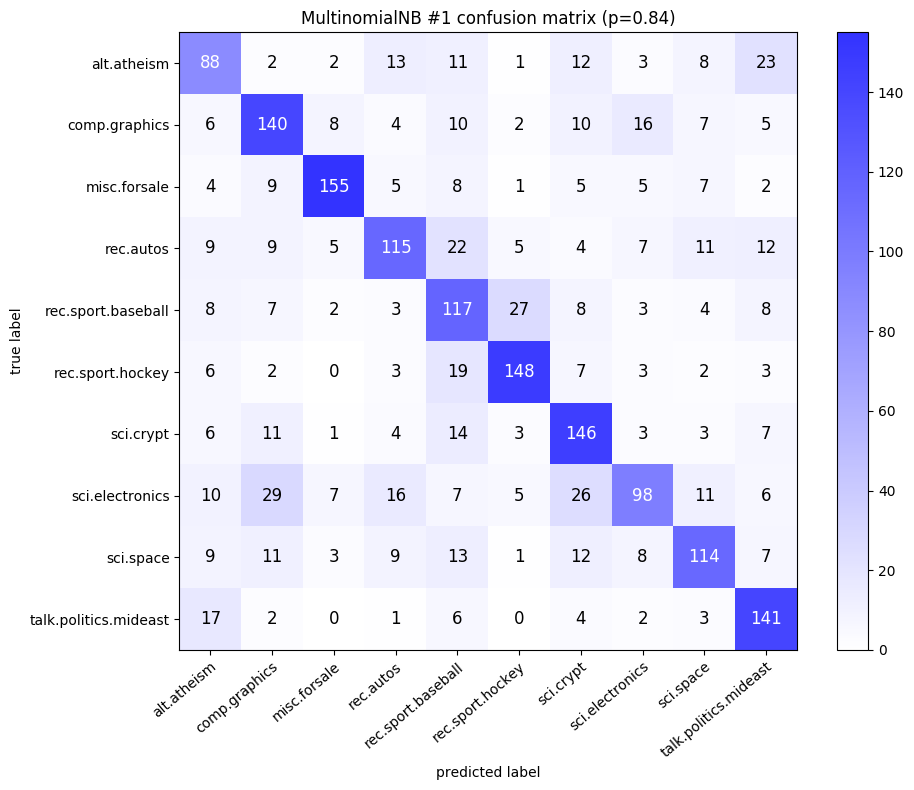 MultinomialNB #1 confusion matrix (p=0.84)
alt.atheism 88 2 2 13 11 1 12 3 8 23
comp.graphics 6 140 8 4 10 2 10 16 7 5
misc.forsale 4 9 155 5 8 1 5 5 7 2
rec.autos 9 9 5 115 22 5 4 7 11 12
rec.sport.baseball 8 7 2 3 117 27 8 3 4 8
rec.sport.hockey 6 2 0 3 19 148 7 3 2 3
sci.crypt 6 11 1 4 14 3 146 3 3 7
sci.electronics 10 29 7 16 7 5 26 98 11 6
sci.space 9 11 3 9 13 1 12 8 114 7
talk.politics.mideast 17 2 0 1 6 0 4 2 3 141
alt.atheism comp.graphics misc.forsale rec.autos rec.sport.baseball rec.sport.hockey sci.crypt sci.electronics sci.space talk.politics.mideast
predicted label
true label
140
120
100
80
60
40
20
0